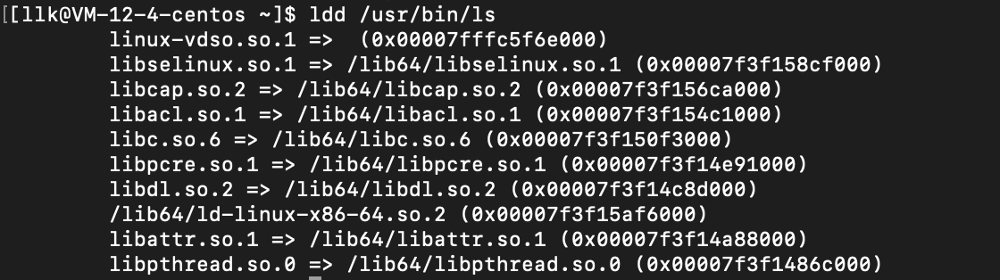 [[llk@VM-12-4-centos ~]$ ldd /usr/bin/ls
linux-vdso.so.1 =>  (0x00007fffc5f6e000)
libselinux.so.1 => /lib64/libselinux.so.1 (0x00007f3f158cf000)
libcap.so.2 => /lib64/libcap.so.2 (0x00007f3f156ca000)
libacl.so.1 => /lib64/libacl.so.1 (0x00007f3f154c1000)
libc.so.6 => /lib64/libc.so.6 (0x00007f3f150f3000)
libpcre.so.1 => /lib64/libpcre.so.1 (0x00007f3f14e91000)
libdl.so.2 => /lib64/libdl.so.2 (0x00007f3f14c8d000)
/lib64/ld-linux-x86-64.so.2 (0x00007f3f15af6000)
libattr.so.1 => /lib64/libattr.so.1 (0x00007f3f14a88000)
libpthread.so.0 => /lib64/libpthread.so.0 (0x00007f3f1486c000)